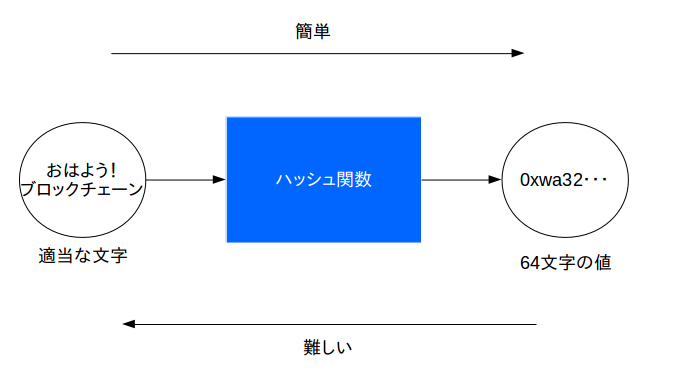 簡単
おはよう!
ブロックチェーン
ハッシュ関数
0xwa32・・・
適当な文字
64文字の値
難しい